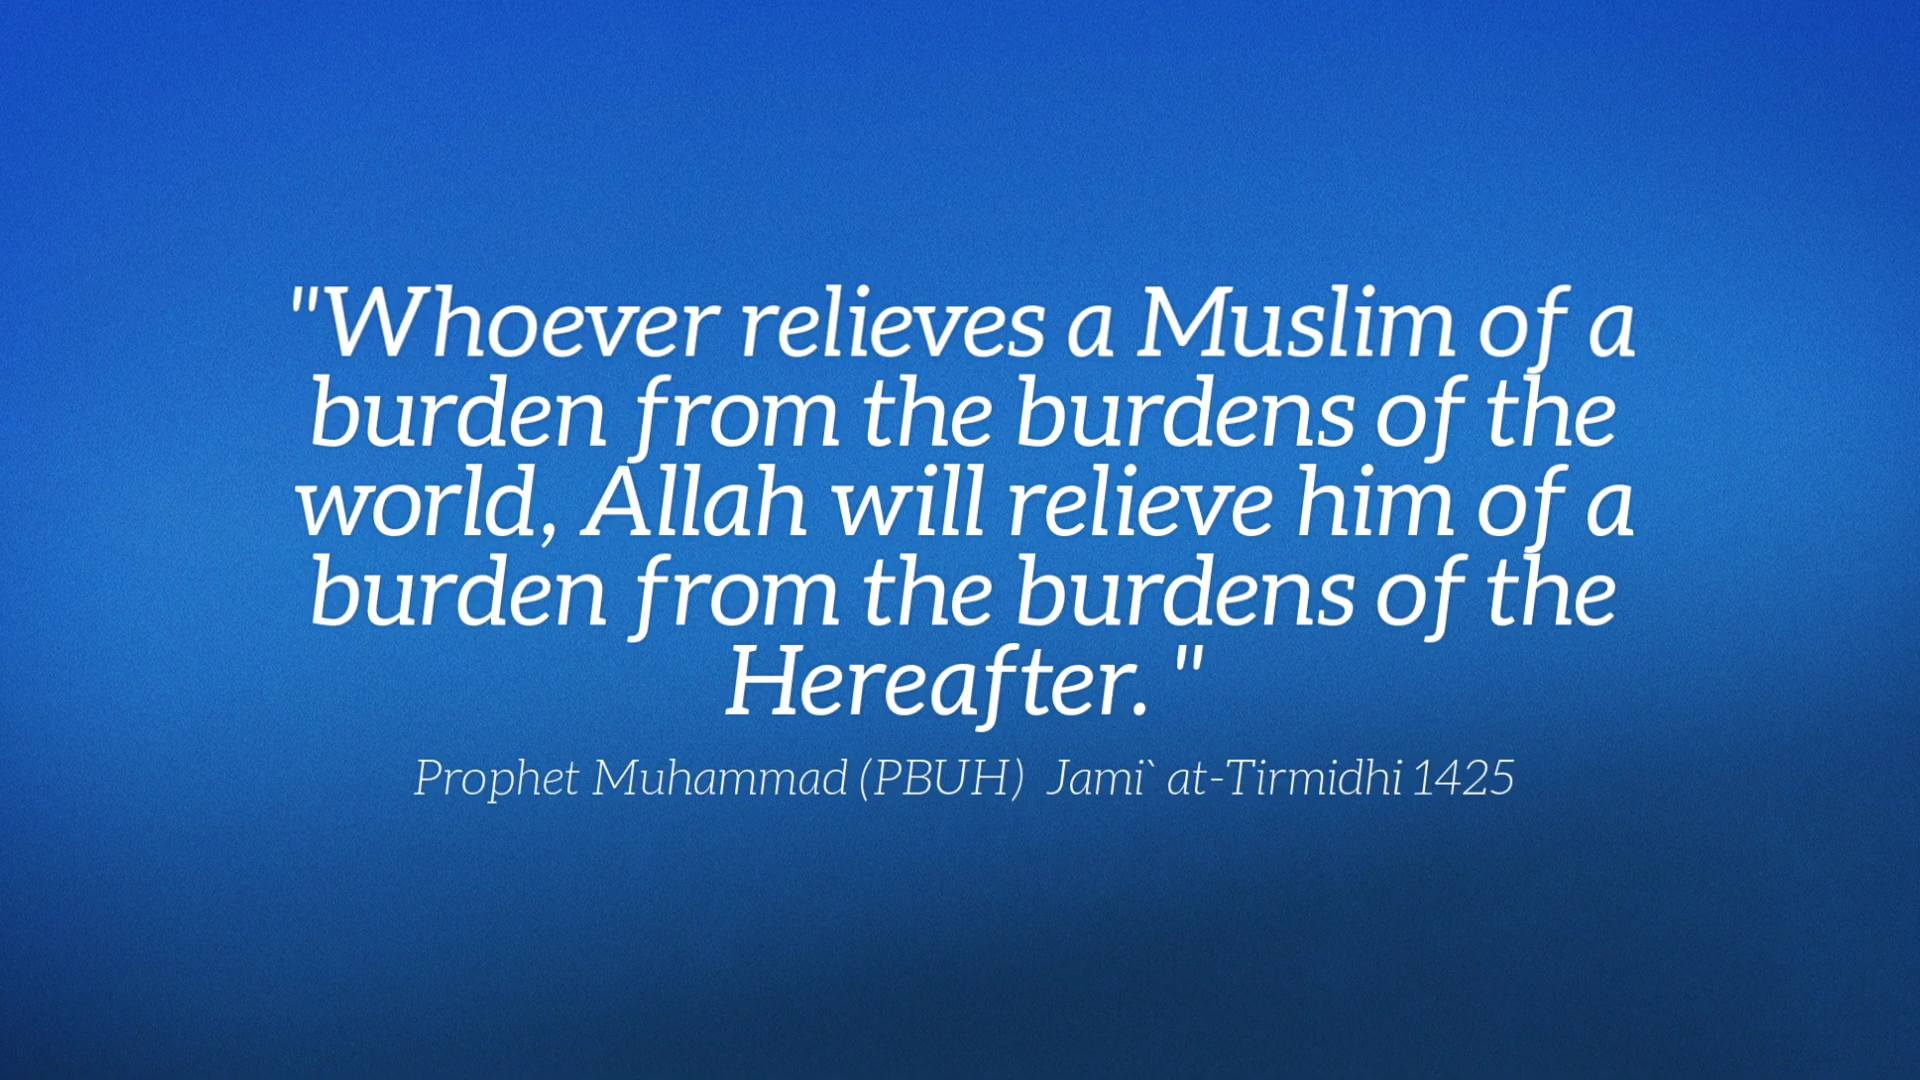 "Whoever relieves a Muslim of a
burden from the burdens of the
world, Allah will relieve him of a
burden from the burdens of the
Hereafter. "
Prophet Muhammad (PBUH)  Jami` at-Tirmidhi 1425